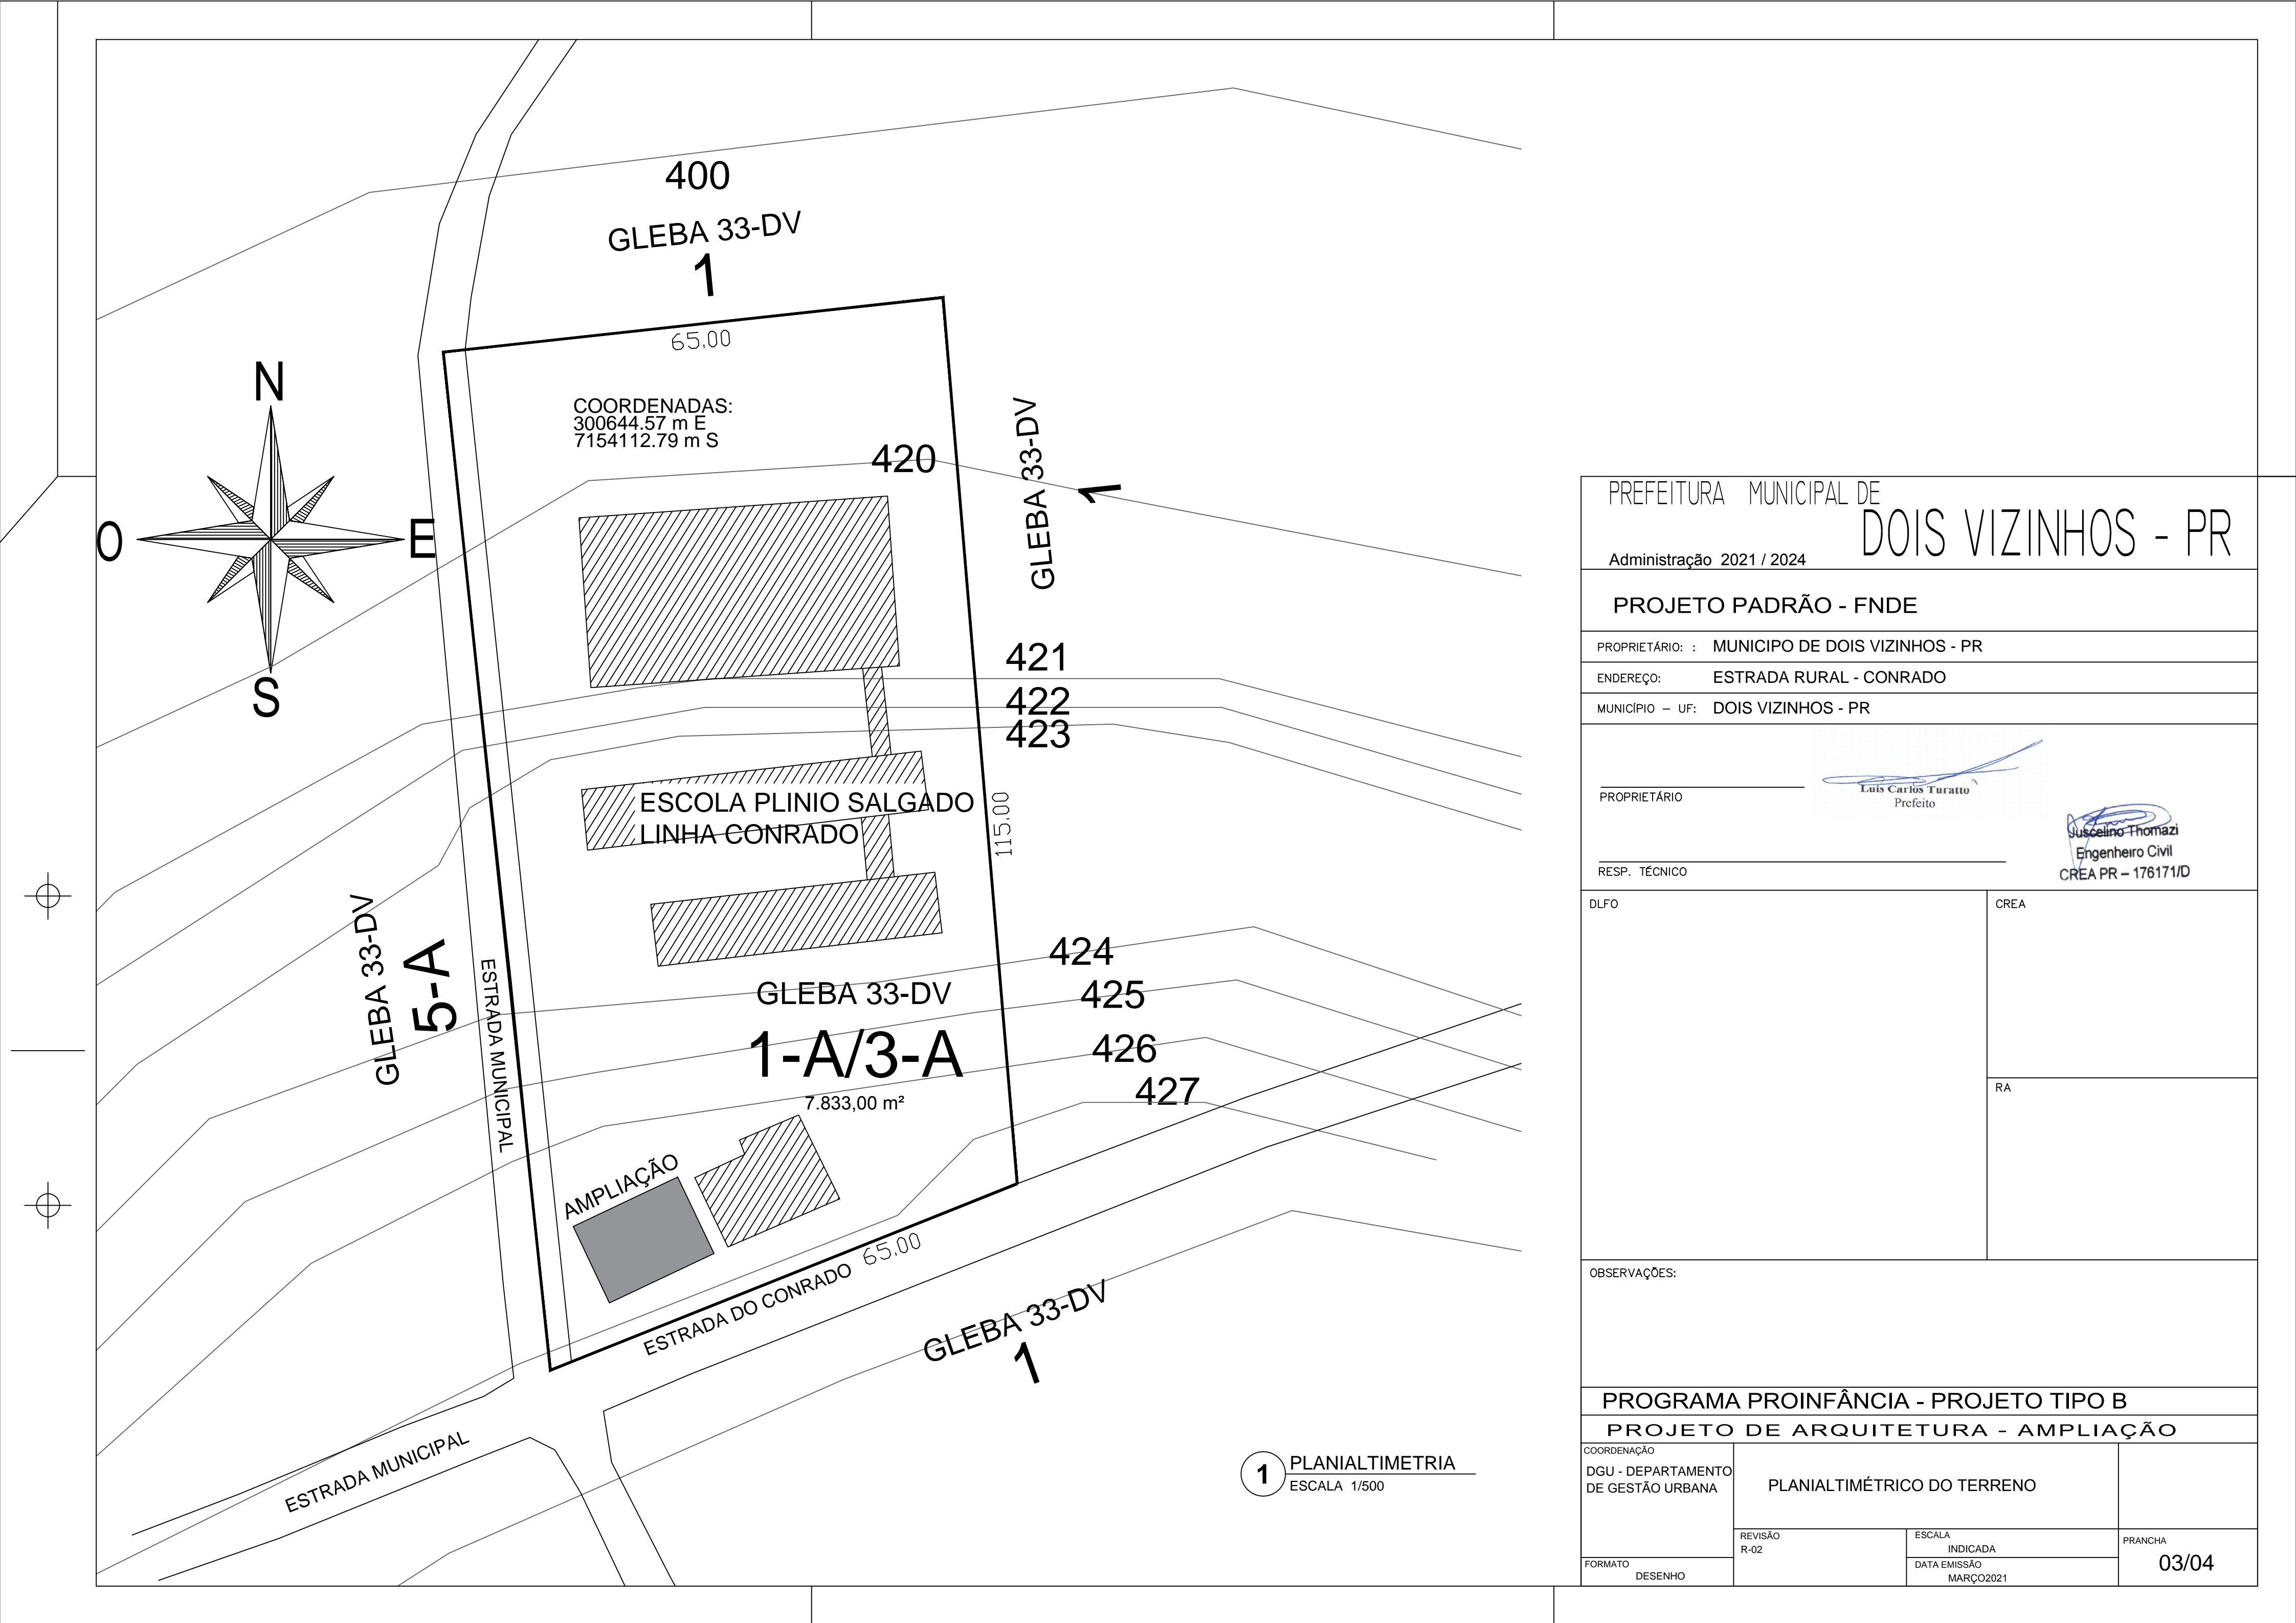 400
GLEBA 33-DV
1
65.00
COORDENADAS:
300644.57 m E
7154112.79 m S
N
O
E
S
420
GLEBA 33-DV
1
421
422
423
ESCOLA PLINIO SALGADO
LINHA CONRADO
115.00
GLEBA 33-DV
5-A
ESTRADA MUNICIPAL
424
GLEBA 33-DV
425
1-A/3-A
426
427
7.833,00 m²
AMPLIAÇÃO
65.00
ESTRADA DO CONRADO
GLEBA 33-DV
1
ESTRADA MUNICIPAL
1
PLANIALTIMETRIA
ESCALA 1/500
PREFEITURA MUNICIPAL DE
DOIS VIZINHOS - PR
Administração 2021 / 2024
PROJETO PADRÃO - FNDE
PROPRIETÁRIO: : MUNICIPO DE DOIS VIZINHOS - PR
ENDEREÇO: ESTRADA RURAL - CONRADO
MUNICÍPIO – UF: DOIS VIZINHOS - PR
Luis Carlos Turatto
Prefeito
PROPRIETÁRIO
Juscelino Thomazi
Engenheiro Civil
CREA PR – 176171/D
RESP. TÉCNICO
DLFO
CREA
RA
OBSERVAÇÕES:
PROGRAMA PROINFÂNCIA - PROJETO TIPO B
PROJETO DE ARQUITETURA - AMPLIAÇÃO
COORDENAÇÃO
DGU - DEPARTAMENTO
DE GESTÃO URBANA
PLANIALTIMÉTRICO DO TERRENO
REVISÃO
R-02
ESCALA
INDICADA
DATA EMISSÃO
MARÇO2021
PRANCHA
03/04
FORMATO
DESENHO